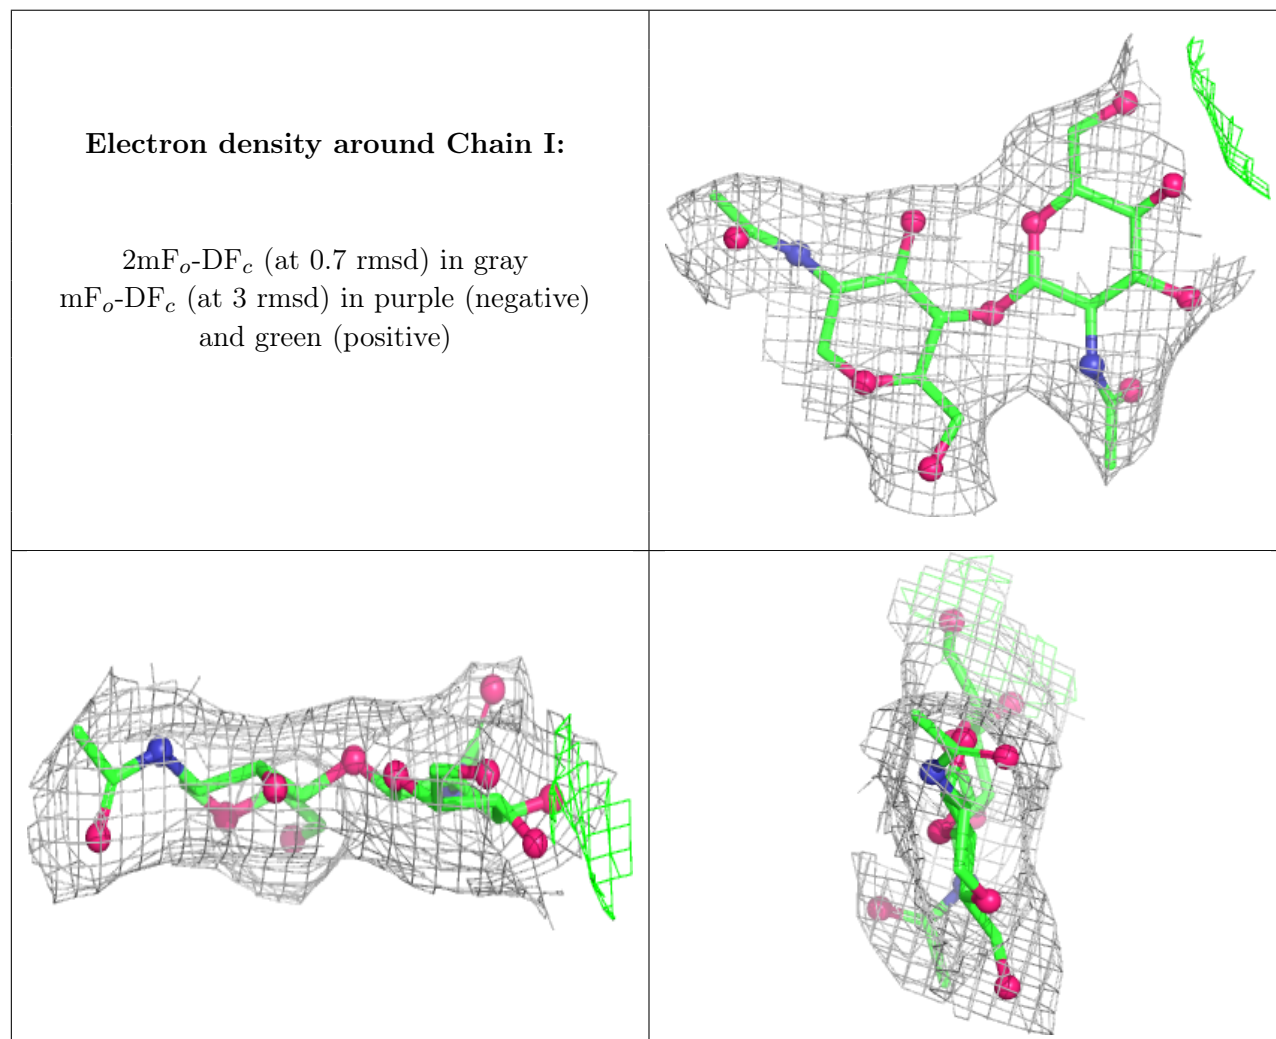 Electron density around Chain I:
2mFo-DFc (at 0.7 rmsd) in gray
mFo-DFc (at 3 rmsd) in purple (negative)
and green (positive)